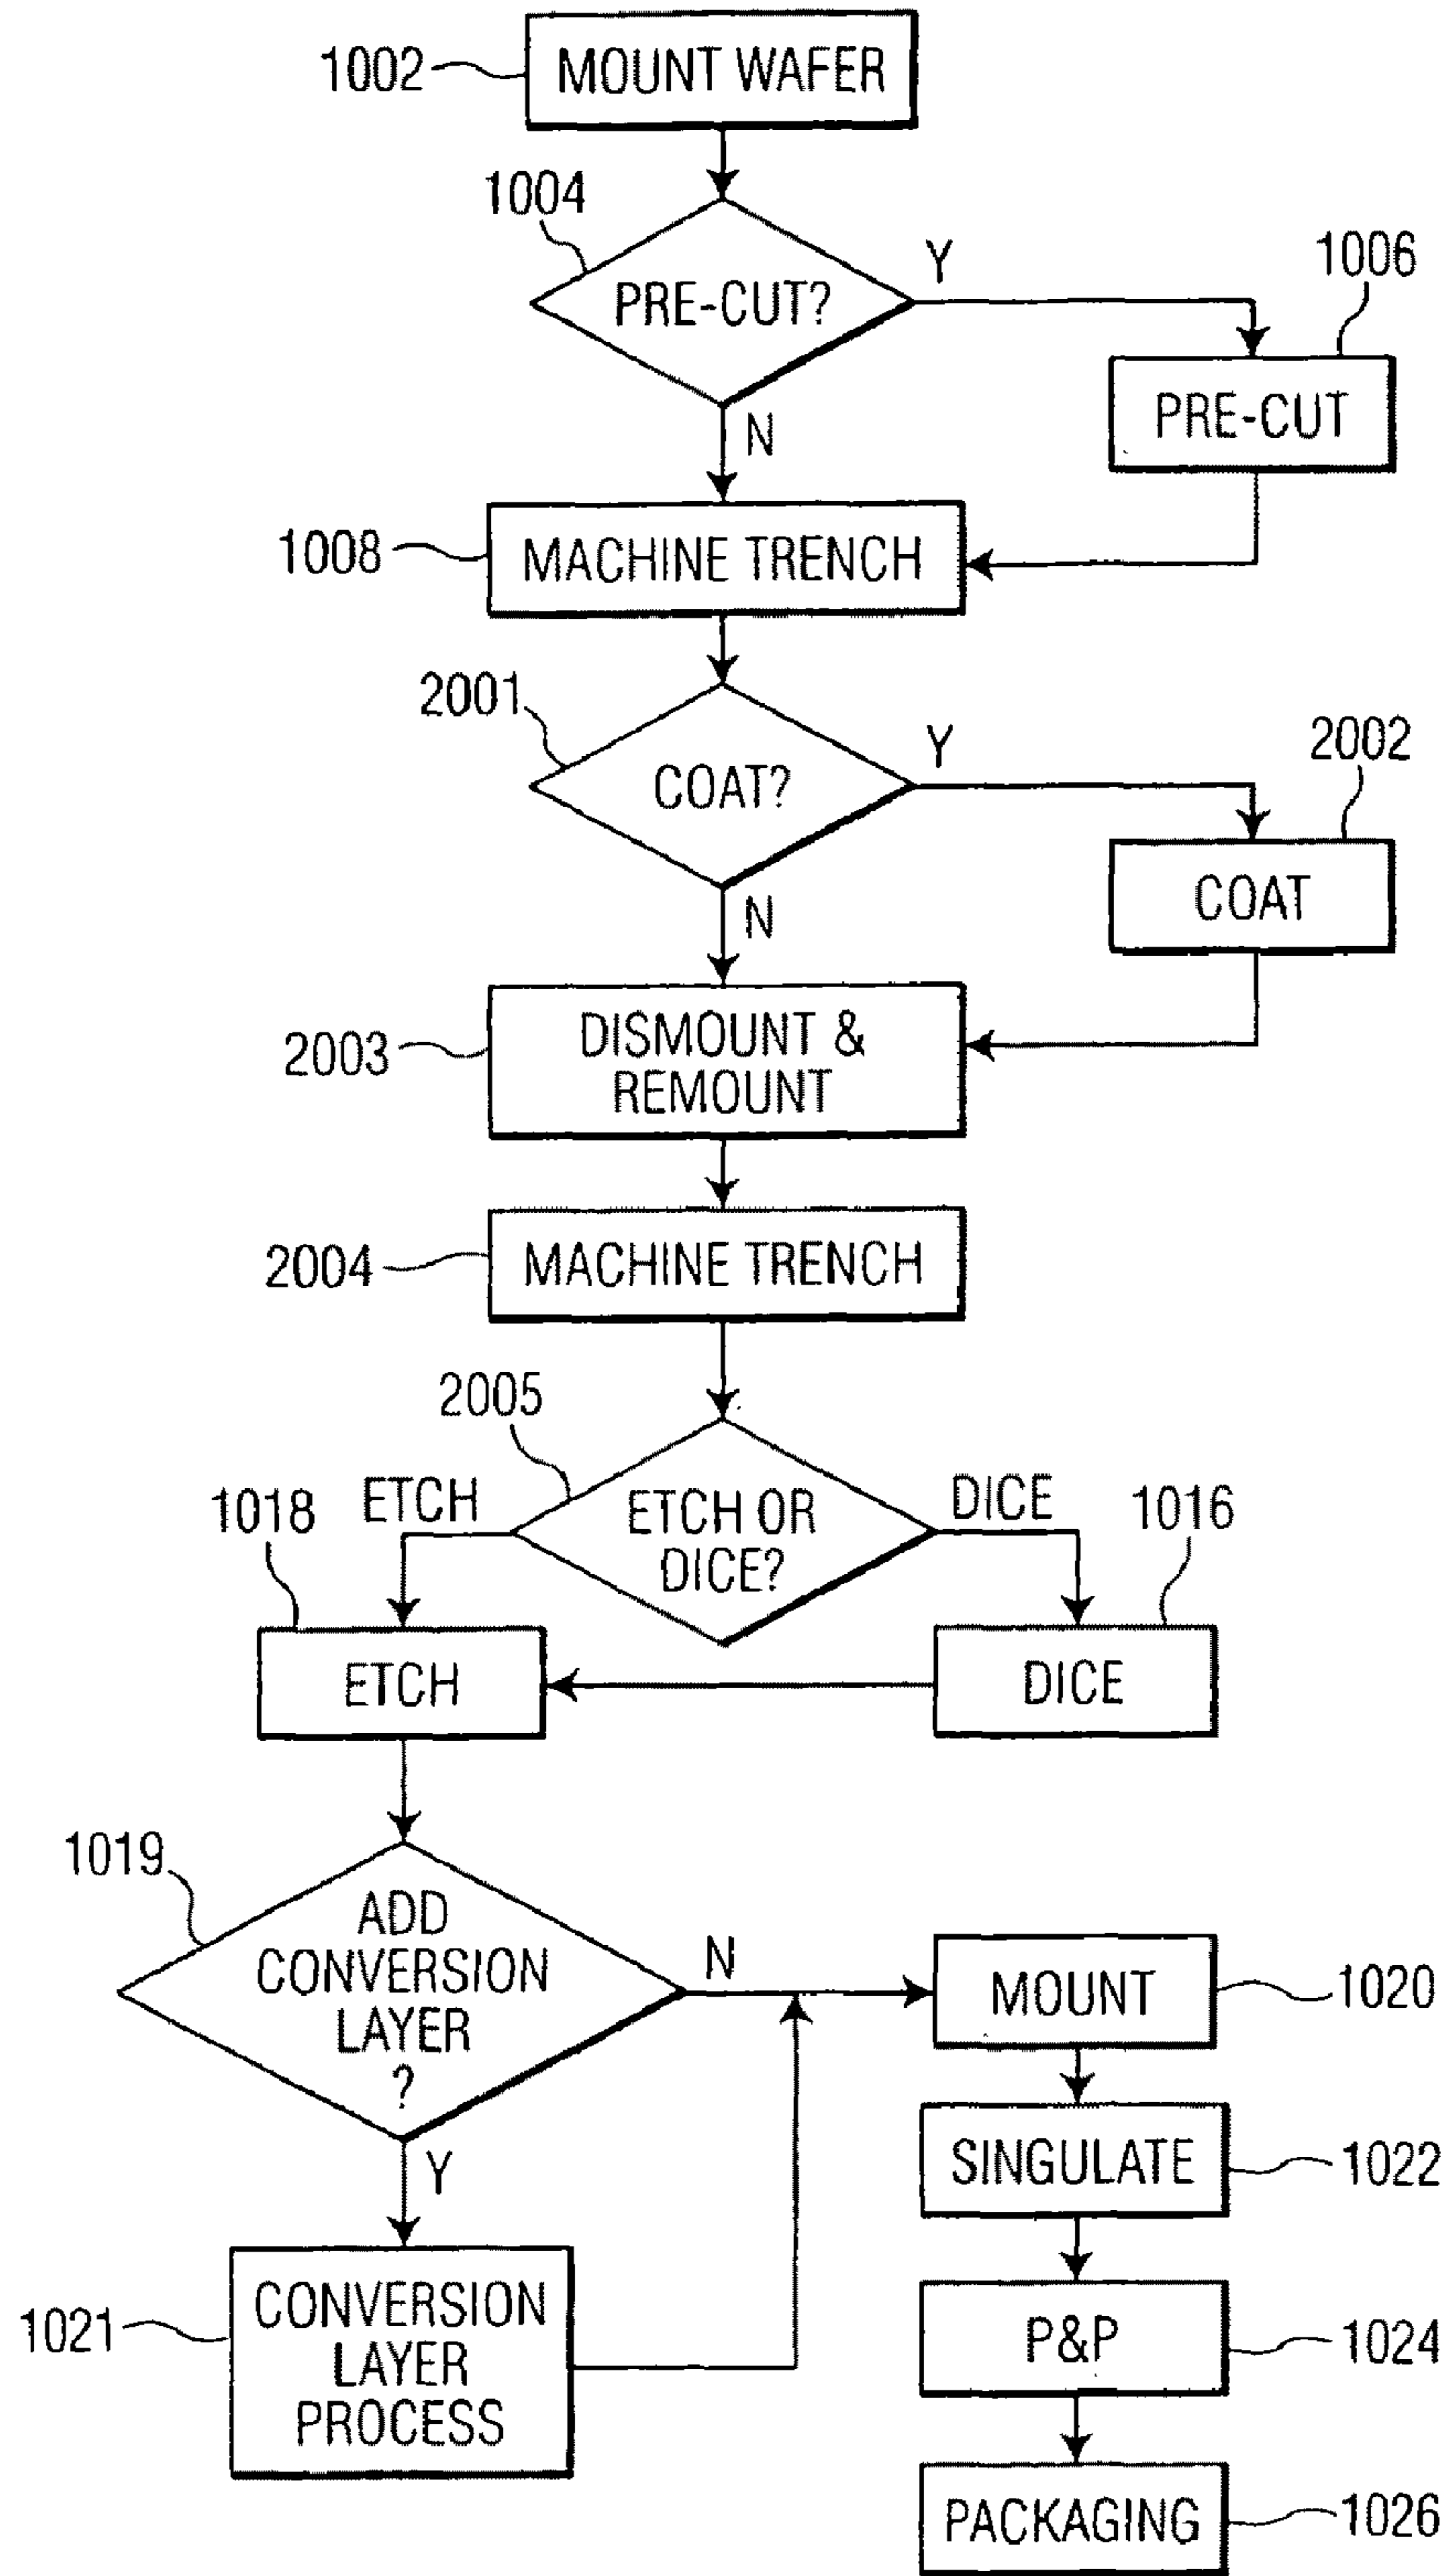 1002
MOUNT WAFER
1004
PRE-CUT?
Y
1006
PRE-CUT
N
1008
MACHINE TRENCH
2001
COAT?
Y
2002
COAT
N
2003
DISMOUNT &
REMOUNT
2004
MACHINE TRENCH
2005
ETCH OR
DICE?
ETCH
DICE
1018
ETCH
1016
DICE
1019
ADD
CONVERSION
LAYER
?
N
Y
1021
CONVERSION
LAYER
PROCESS
MOUNT
1020
SINGULATE
1022
P&P
1024
PACKAGING
1026